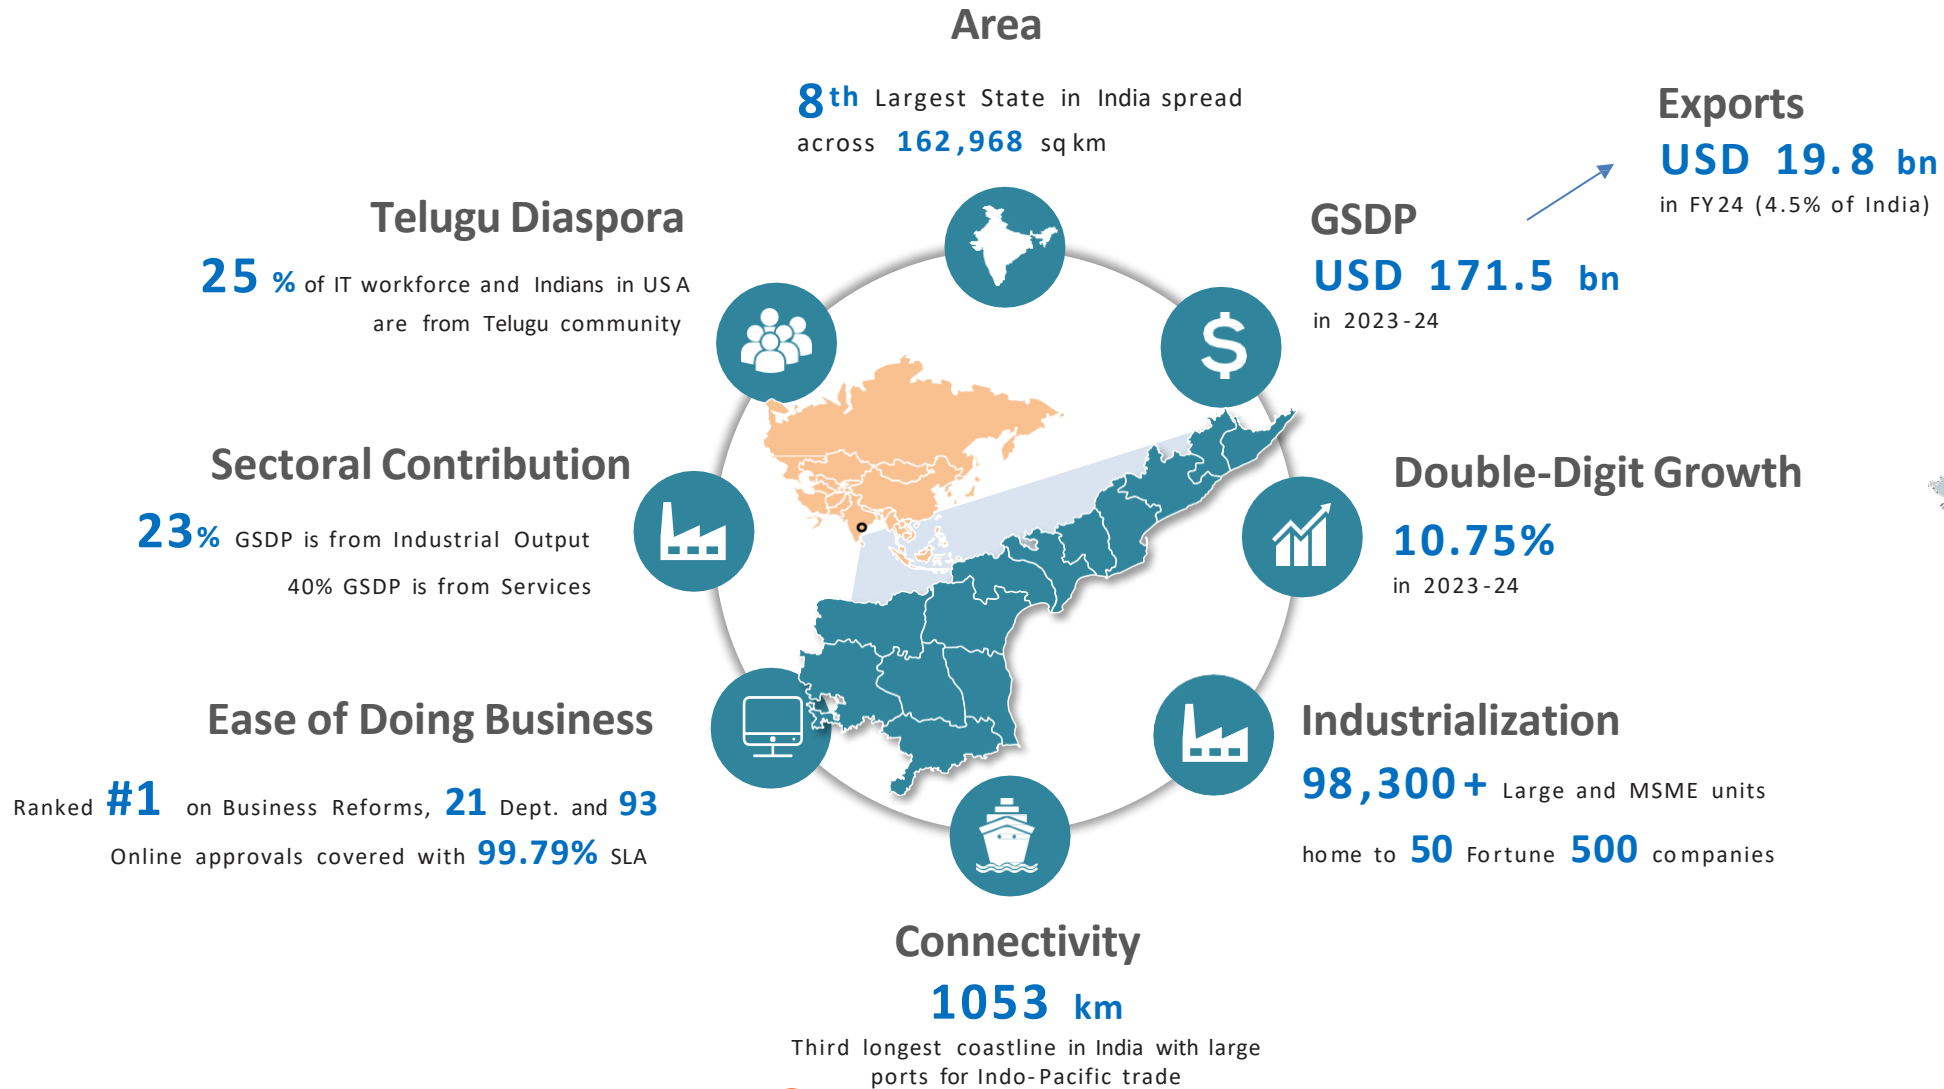 Area
8th Largest State in India spread
across 162,968 sq km
Exports
USD 19.8 bn
in FY24 (4.5% of India)
Telugu Diaspora
25 % of IT workforce and Indians in USA
are from Telugu community
GSDP
USD 171.5 bn
in 2023-24
Sectoral Contribution
23% GSDP is from Industrial Output
40% GSDP is from Services
Double-Digit Growth
10.75%
in 2023-24
Ease of Doing Business
Ranked #1 on Business Reforms, 21 Dept. and 93
Online approvals covered with 99.79% SLA
Industrialization
98,300+ Large and MSME units
home to 50 Fortune 500 companies
Connectivity
1053 km
Third longest coastline in India with large
ports for Indo-Pacific trade